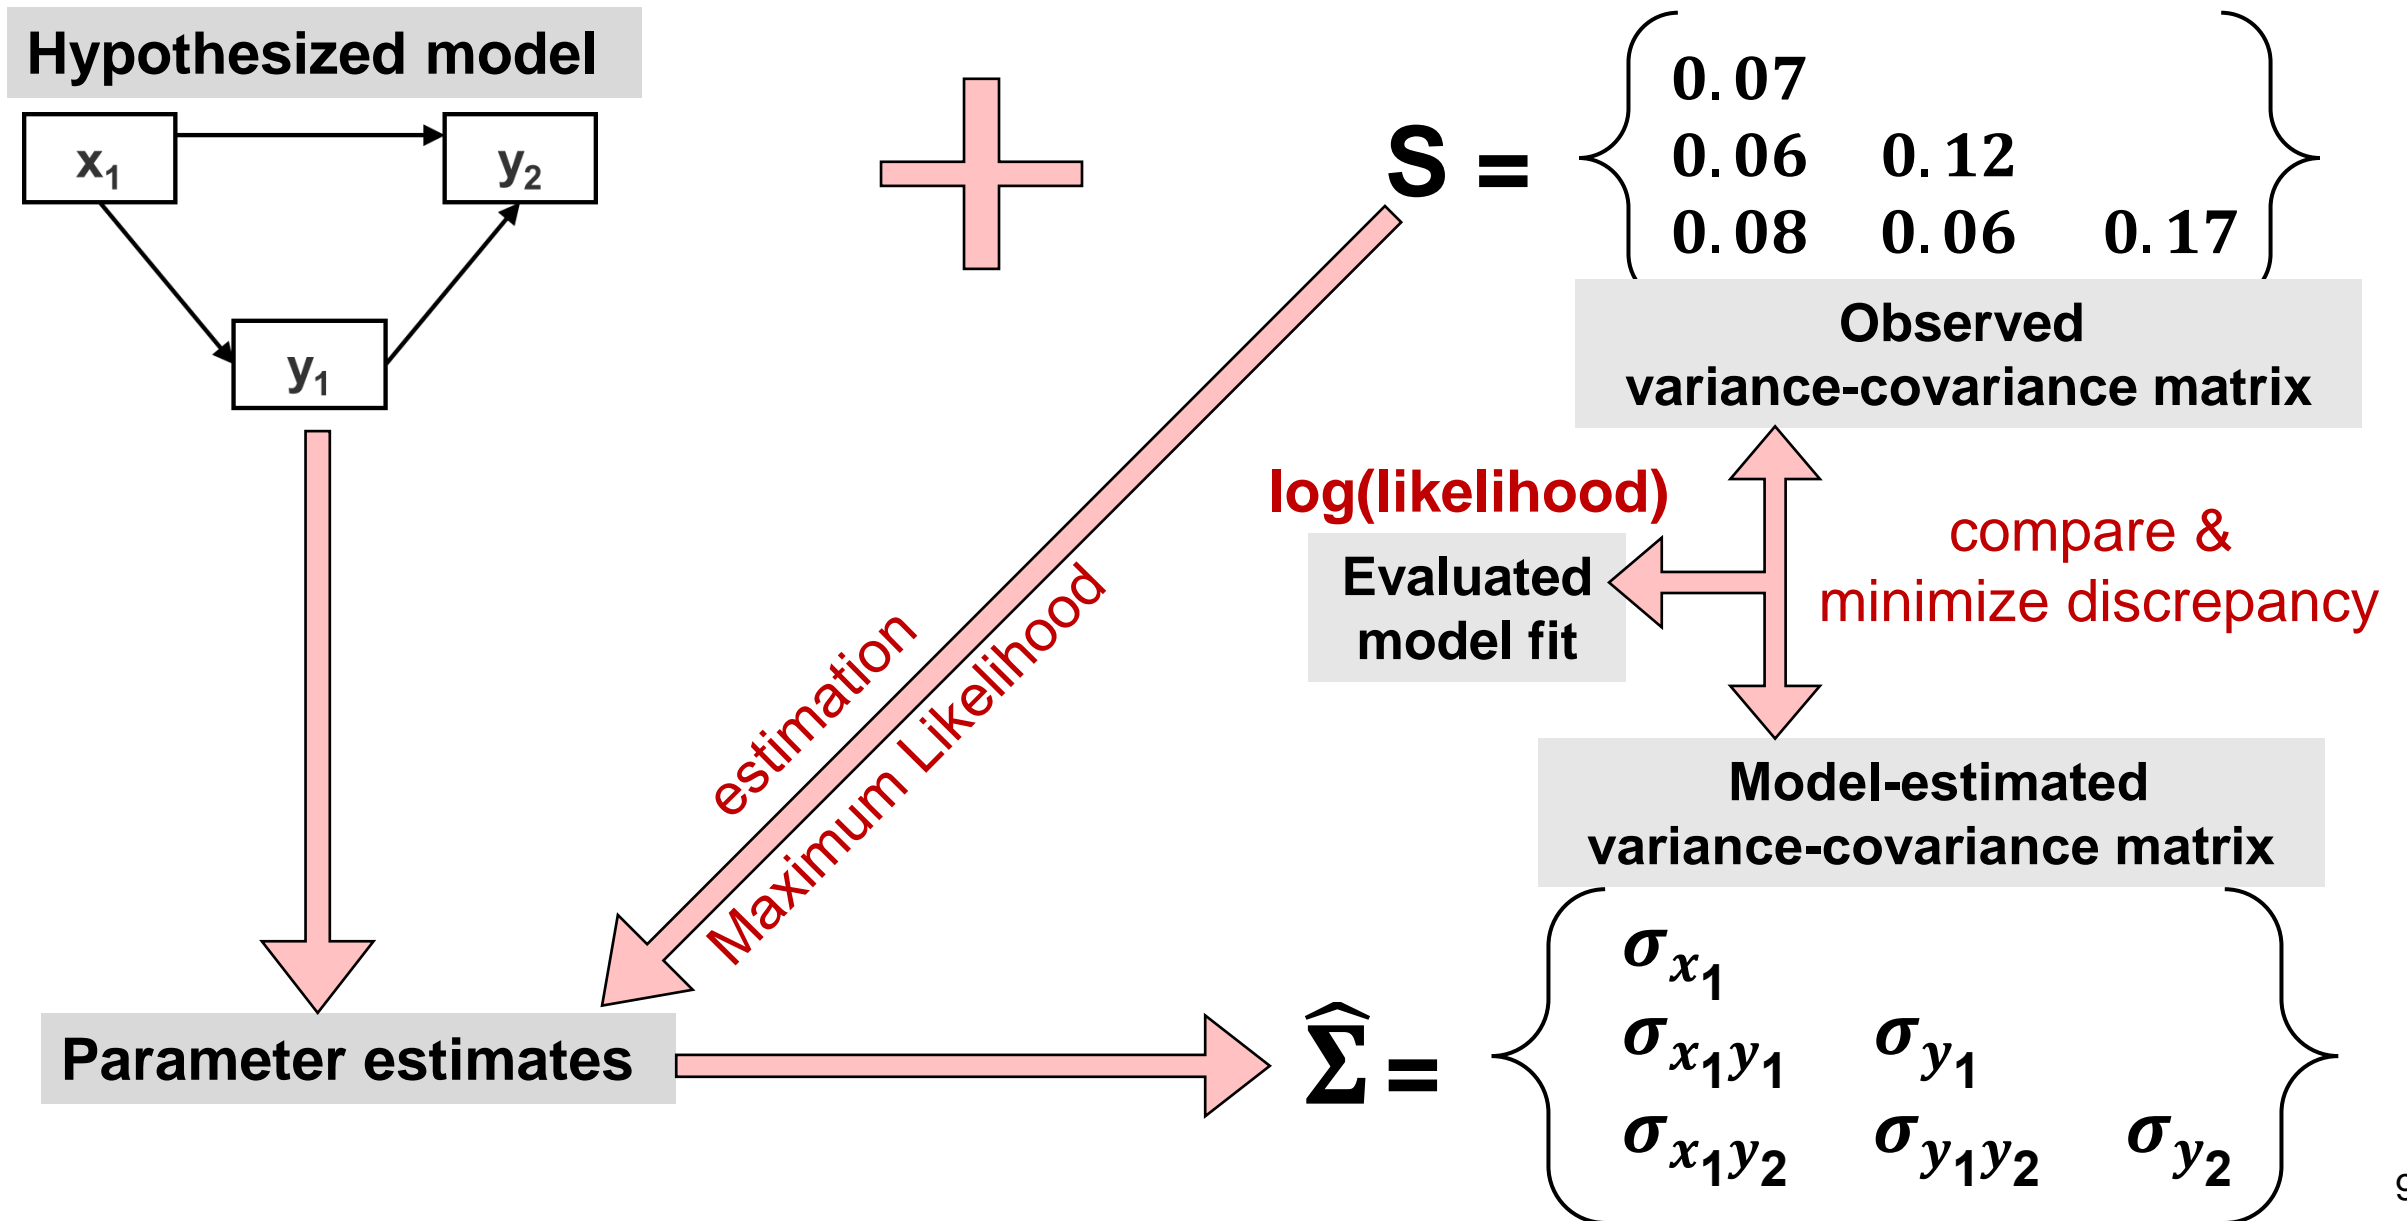 Hypothesized model
x₁
y₂
y₁
S =
0.07
0.06 0.12
0.08 0.06 0.17
Observed
variance-covariance matrix
log(likelihood)
Evaluated
model fit
compare &
minimize discrepancy
estimation
Maximum Likelihood
Model-estimated
variance-covariance matrix
Parameter estimates
Σ̂ =
σx₁
σx₁y₁ σy₁
σx₁y₂ σy₁y₂ σy₂
9